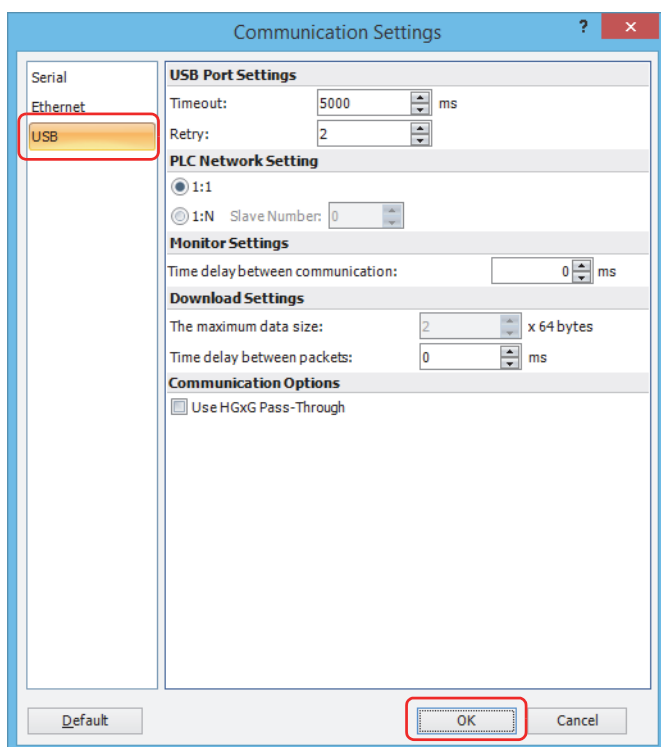 Communication Settings ? ×
Serial
Ethernet
USB
USB Port Settings
Timeout: 5000 ms
Retry: 2
PLC Network Setting
1:1
1:N Slave Number: 0
Monitor Settings
Time delay between communication: 0 ms
Download Settings
The maximum data size: 2 x 64 bytes
Time delay between packets: 0 ms
Communication Options
Use HGxG Pass-Through
Default OK Cancel